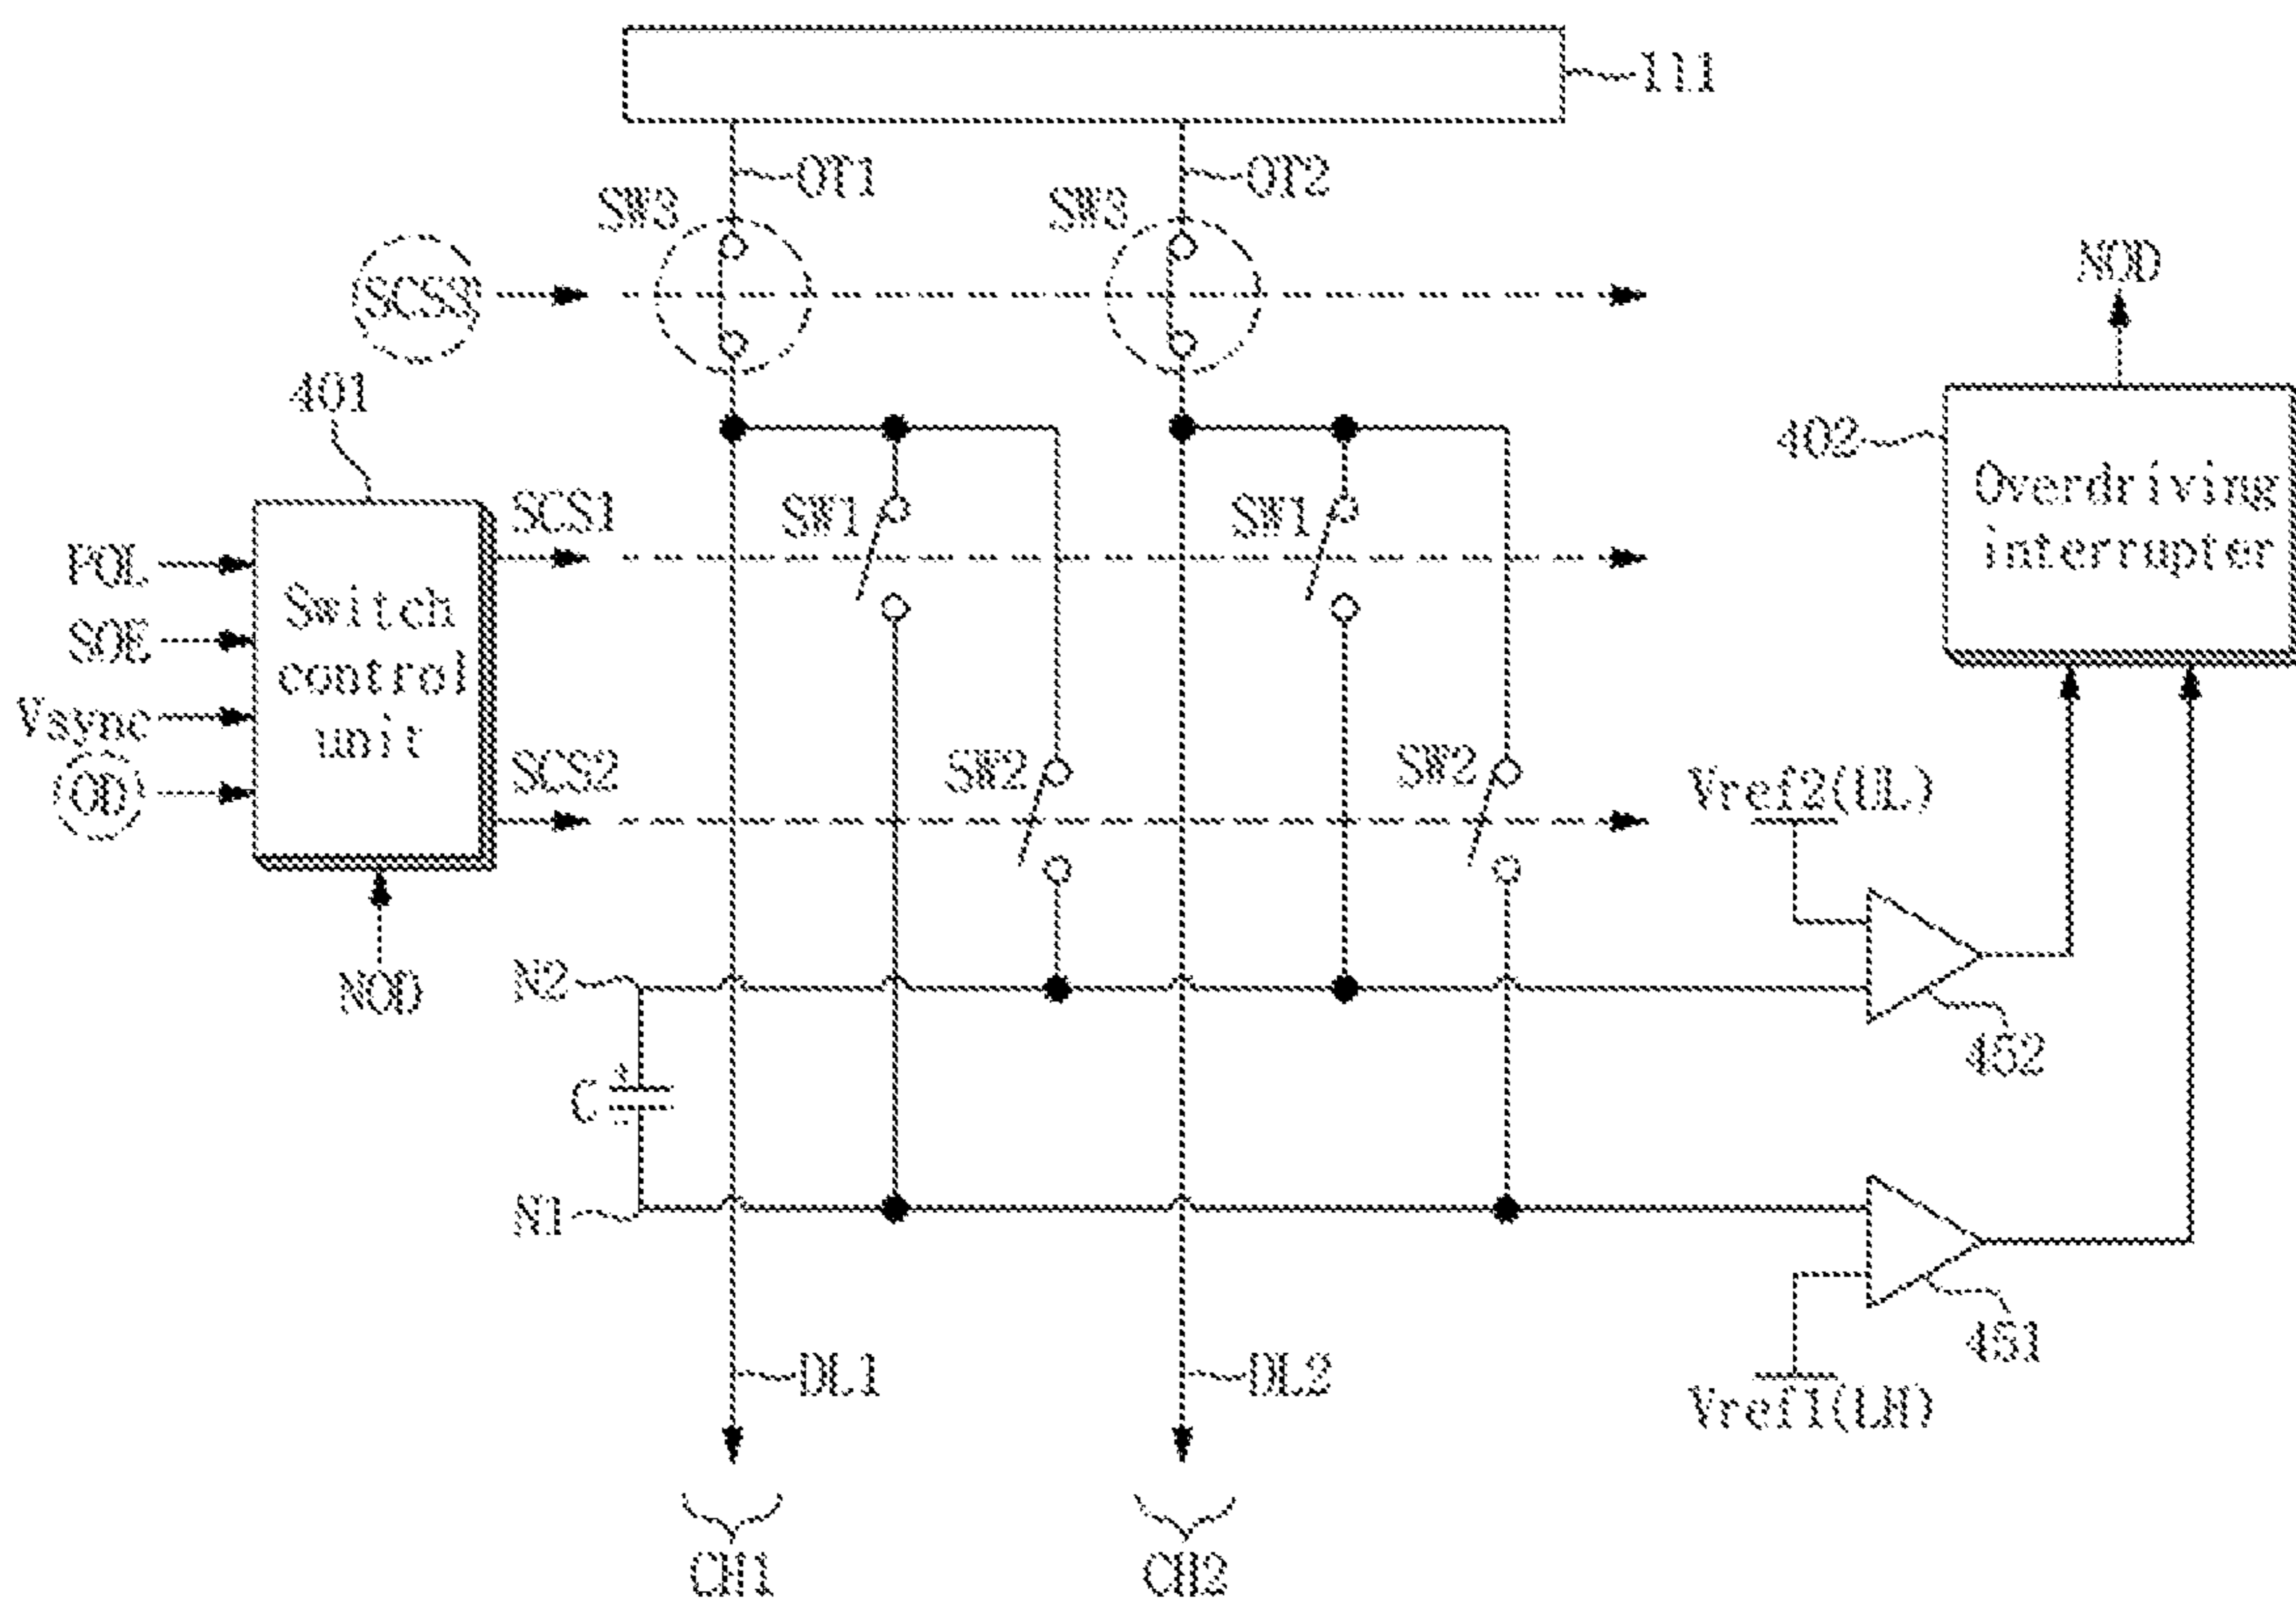 111
OT1
OT2
SW3
SW3
SCS3
NOD
401
402
Overdriving
interrupter
SCS1
SW1
SW1
POL
SOE
Vsync
OD
Switch
control
unit
SCS2
SW2
SW2
Vref2(UL)
NOD
N2
452
C
+
-
N1
451
DL1
DL2
Vref1(LH)
CH1
CH2